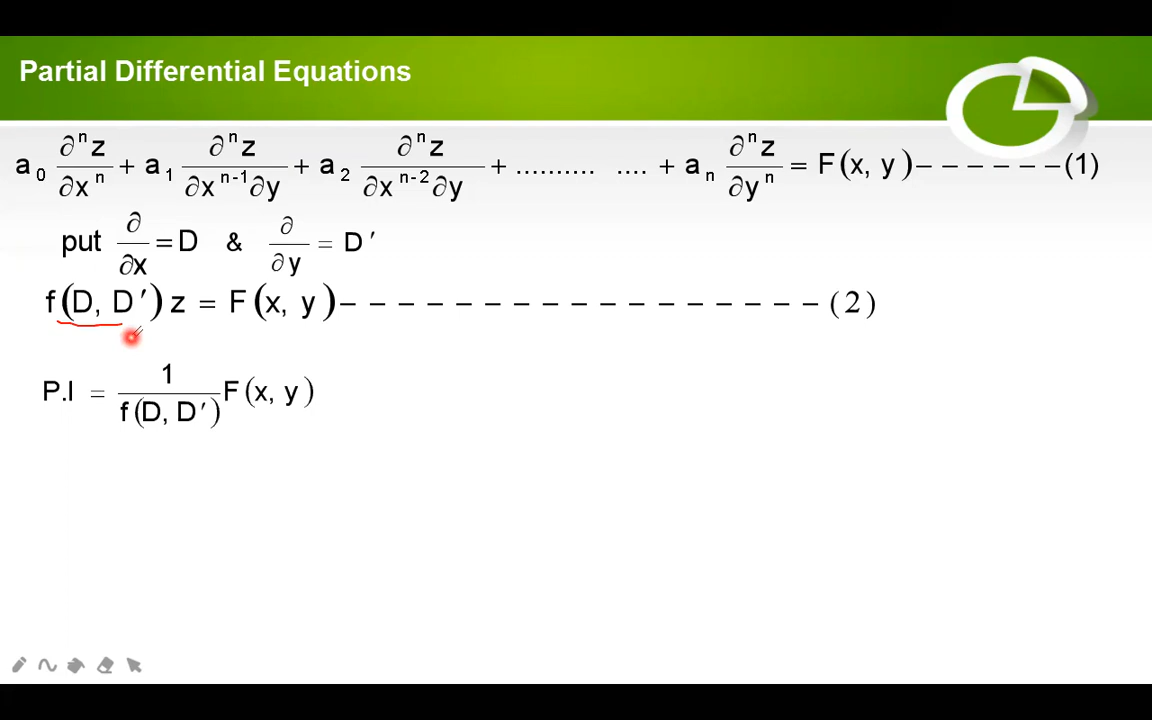 Partial Differential Equations
a₀ ∂ⁿz/∂xⁿ + a₁ ∂ⁿz/∂xⁿ⁻¹∂y + a₂ ∂ⁿz/∂xⁿ⁻²∂y + .......... .... + aₙ ∂ⁿz/∂yⁿ = F(x, y)– – – – – –(1)
put ∂/∂x = D & ∂/∂y = D′
f(D, D′) z = F(x, y)– – – – – – – – – – – – – – – – – (2)
P.I = 1/f(D, D′) F(x, y)